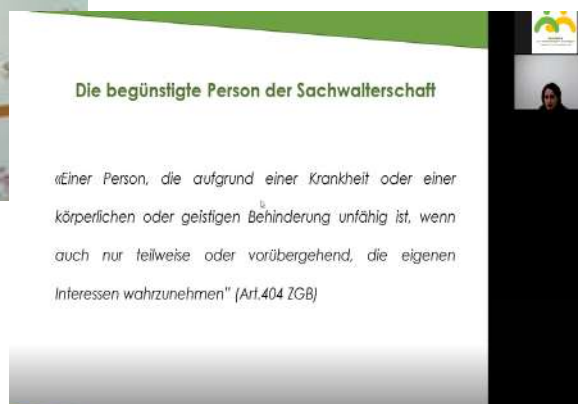 Die begünstigte Person der Sachwalterschaft
«Einer Person, die aufgrund einer Krankheit oder einer
körperlichen oder geistigen Behinderung unfähig ist, wenn
auch nur teilweise oder vorübergehend, die eigenen
Interessen wahrzunehmen" (Art.404 ZGB)